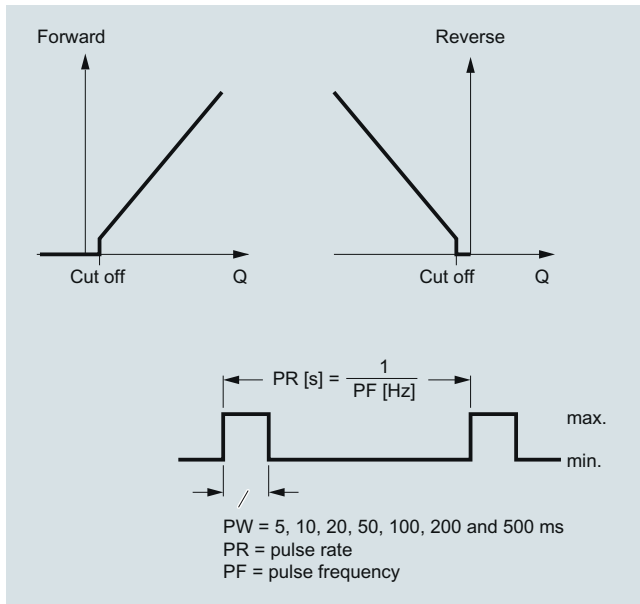 Forward
Reverse
Cut off
Q
Cut off
Q
PR [s] = 1 / PF [Hz]
max.
min.
PW = 5, 10, 20, 50, 100, 200 and 500 ms
PR = pulse rate
PF = pulse frequency